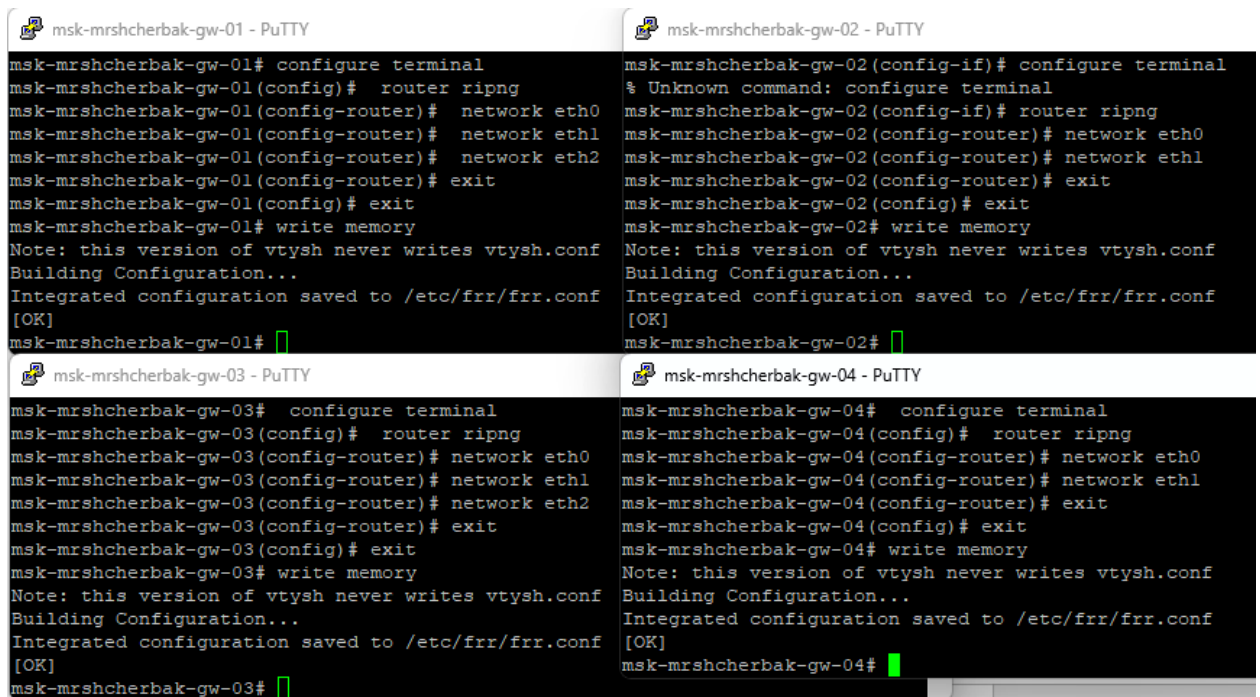 msk-mrshcherbak-gw-01 - PuTTY
msk-mrshcherbak-gw-01# configure terminal
msk-mrshcherbak-gw-01(config)#  router ripng
msk-mrshcherbak-gw-01(config-router)#  network eth0
msk-mrshcherbak-gw-01(config-router)#  network eth1
msk-mrshcherbak-gw-01(config-router)#  network eth2
msk-mrshcherbak-gw-01(config-router)# exit
msk-mrshcherbak-gw-01(config)# exit
msk-mrshcherbak-gw-01# write memory
Note: this version of vtysh never writes vtysh.conf
Building Configuration...
Integrated configuration saved to /etc/frr/frr.conf
[OK]
msk-mrshcherbak-gw-01#
msk-mrshcherbak-gw-02 - PuTTY
msk-mrshcherbak-gw-02(config-if)# configure terminal
% Unknown command: configure terminal
msk-mrshcherbak-gw-02(config-if)# router ripng
msk-mrshcherbak-gw-02(config-router)# network eth0
msk-mrshcherbak-gw-02(config-router)# network eth1
msk-mrshcherbak-gw-02(config-router)# exit
msk-mrshcherbak-gw-02(config)# exit
msk-mrshcherbak-gw-02# write memory
Note: this version of vtysh never writes vtysh.conf
Building Configuration...
Integrated configuration saved to /etc/frr/frr.conf
[OK]
msk-mrshcherbak-gw-02#
msk-mrshcherbak-gw-03 - PuTTY
msk-mrshcherbak-gw-03#  configure terminal
msk-mrshcherbak-gw-03(config)#  router ripng
msk-mrshcherbak-gw-03(config-router)# network eth0
msk-mrshcherbak-gw-03(config-router)# network eth1
msk-mrshcherbak-gw-03(config-router)# network eth2
msk-mrshcherbak-gw-03(config-router)# exit
msk-mrshcherbak-gw-03(config)# exit
msk-mrshcherbak-gw-03# write memory
Note: this version of vtysh never writes vtysh.conf
Building Configuration...
Integrated configuration saved to /etc/frr/frr.conf
[OK]
msk-mrshcherbak-gw-03#
msk-mrshcherbak-gw-04 - PuTTY
msk-mrshcherbak-gw-04#  configure terminal
msk-mrshcherbak-gw-04(config)#  router ripng
msk-mrshcherbak-gw-04(config-router)# network eth0
msk-mrshcherbak-gw-04(config-router)# network eth1
msk-mrshcherbak-gw-04(config-router)# exit
msk-mrshcherbak-gw-04(config)# exit
msk-mrshcherbak-gw-04# write memory
Note: this version of vtysh never writes vtysh.conf
Building Configuration...
Integrated configuration saved to /etc/frr/frr.conf
[OK]
msk-mrshcherbak-gw-04#